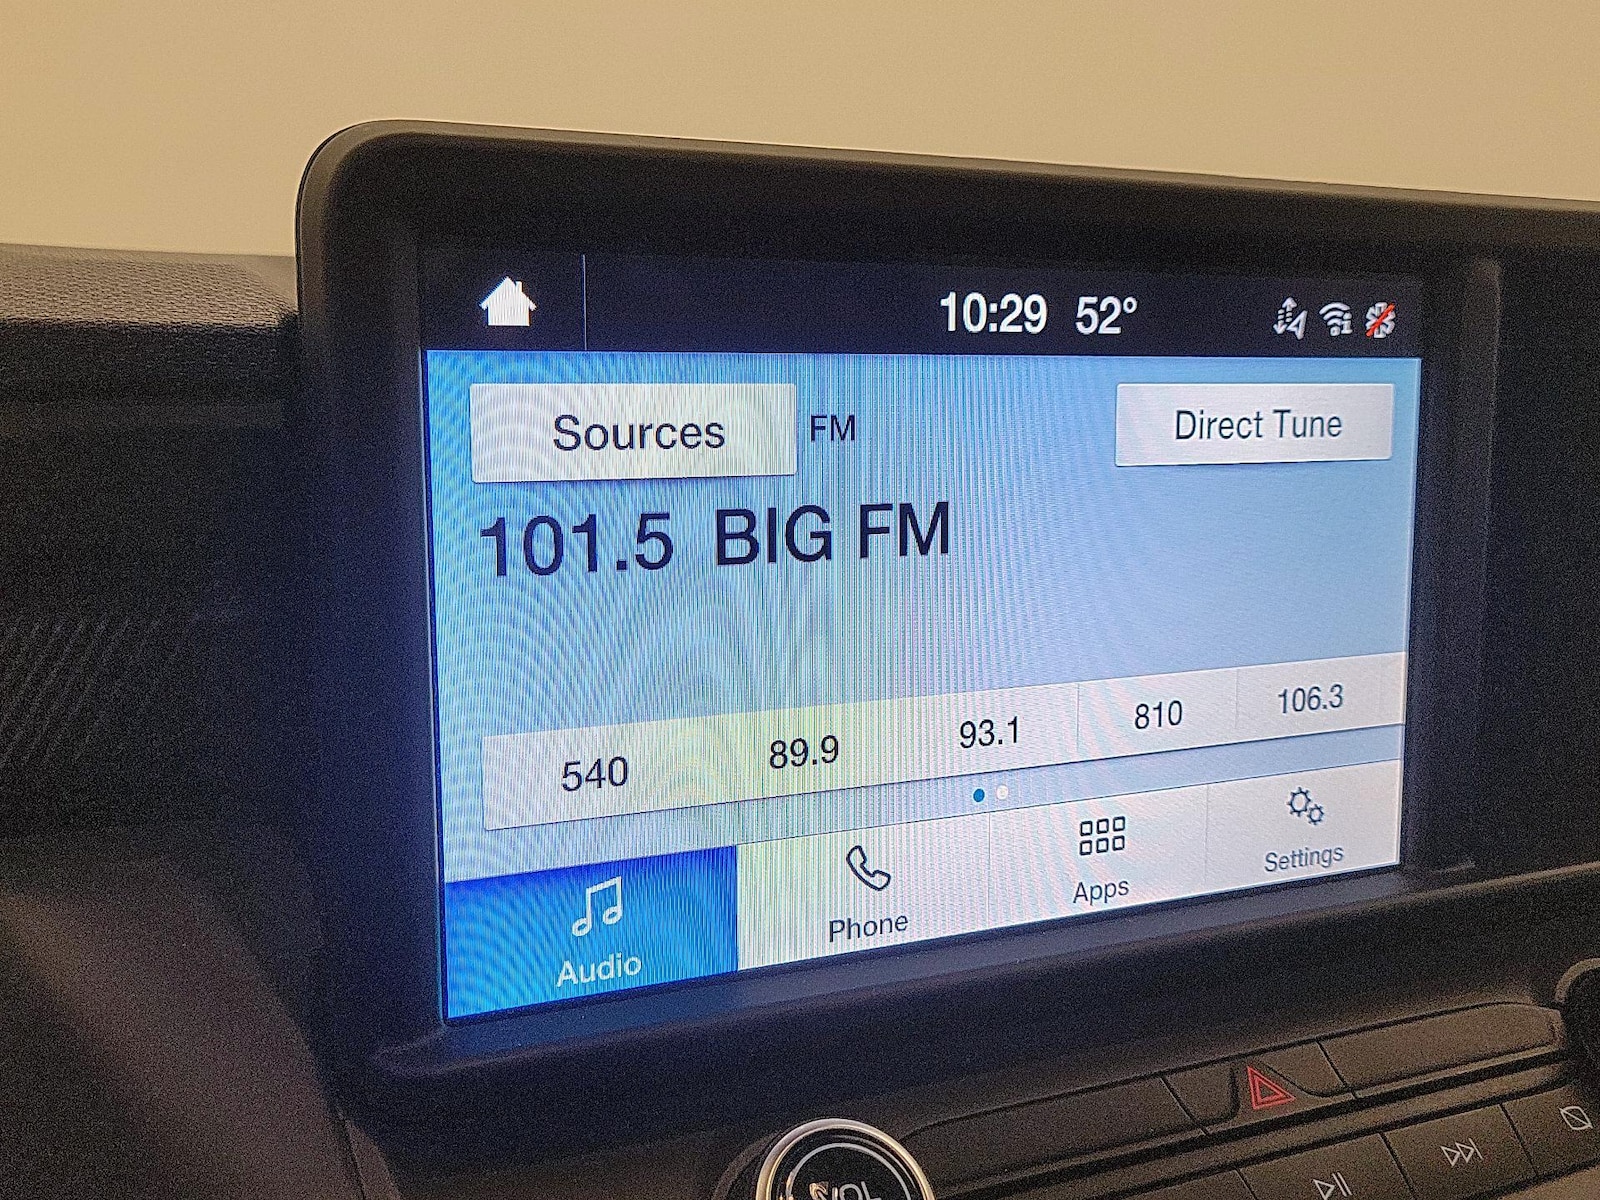 10:29 52°
Sources FM Direct Tune
101.5 BIG FM
540 89.9 93.1 810 106.3
Audio Phone Apps Settings
VOL